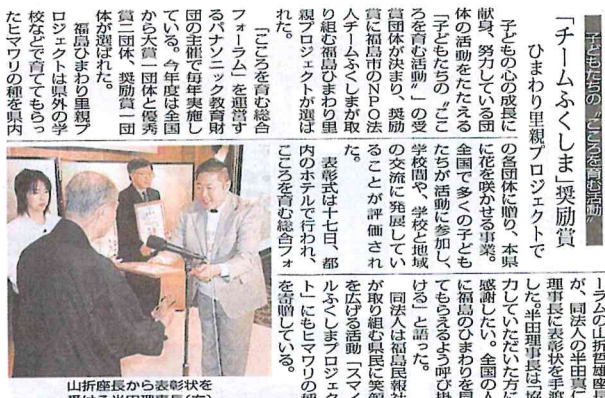 子どもたちの〝こころを育む活動〟
「チームふくしま」奨励賞
ひまわり里親プロジェクトで
子どもの心の成長に
献身、努力している団
体の活動をたたえる
「子どもたちの〝ここ
ろを育む活動〟」の受
賞団体が決まり、奨励
賞に福島市のNPO法
人チームふくしまが取
り組む福島ひまわり里
親プロジェクトが選ば
れた。
「こころを育む総合
フォーラム」を運営す
るパナソニック教育財
団の主催で毎年実施し
ている。今年度は全国
から大賞一団体と優秀
賞二団体、奨励賞一団
体が選ばれた。
福島ひまわり里親プ
ロジェクトは県外の学
校などで育ててもらっ
たヒマワリの種を県内
の各団体に贈り、本県
に花を咲かせる事業。
全国で多くの子ども
たちが活動に参加し、
学校間や、学校と地域
の交流に発展してい
ることが評価され
た。
表彰式は十七日、都
内のホテルで行われ、
こころを育む総合フォ
ーラムの山折哲雄座長
が、同法人の半田真仁
理事長に表彰状を手渡
した。半田理事長は「協
力していただいた方に
感謝したい。全国の人
に福島のひまわりを見
てもらえるよう呼び掛
ける」と語った。
同法人は福島民報社
が取り組む県民に笑顔
を広げる活動「スマイ
ルふくしまプロジェク
ト」にもヒマワリの種
を寄贈している。
山折座長から表彰状を
受ける半田理事長(右)